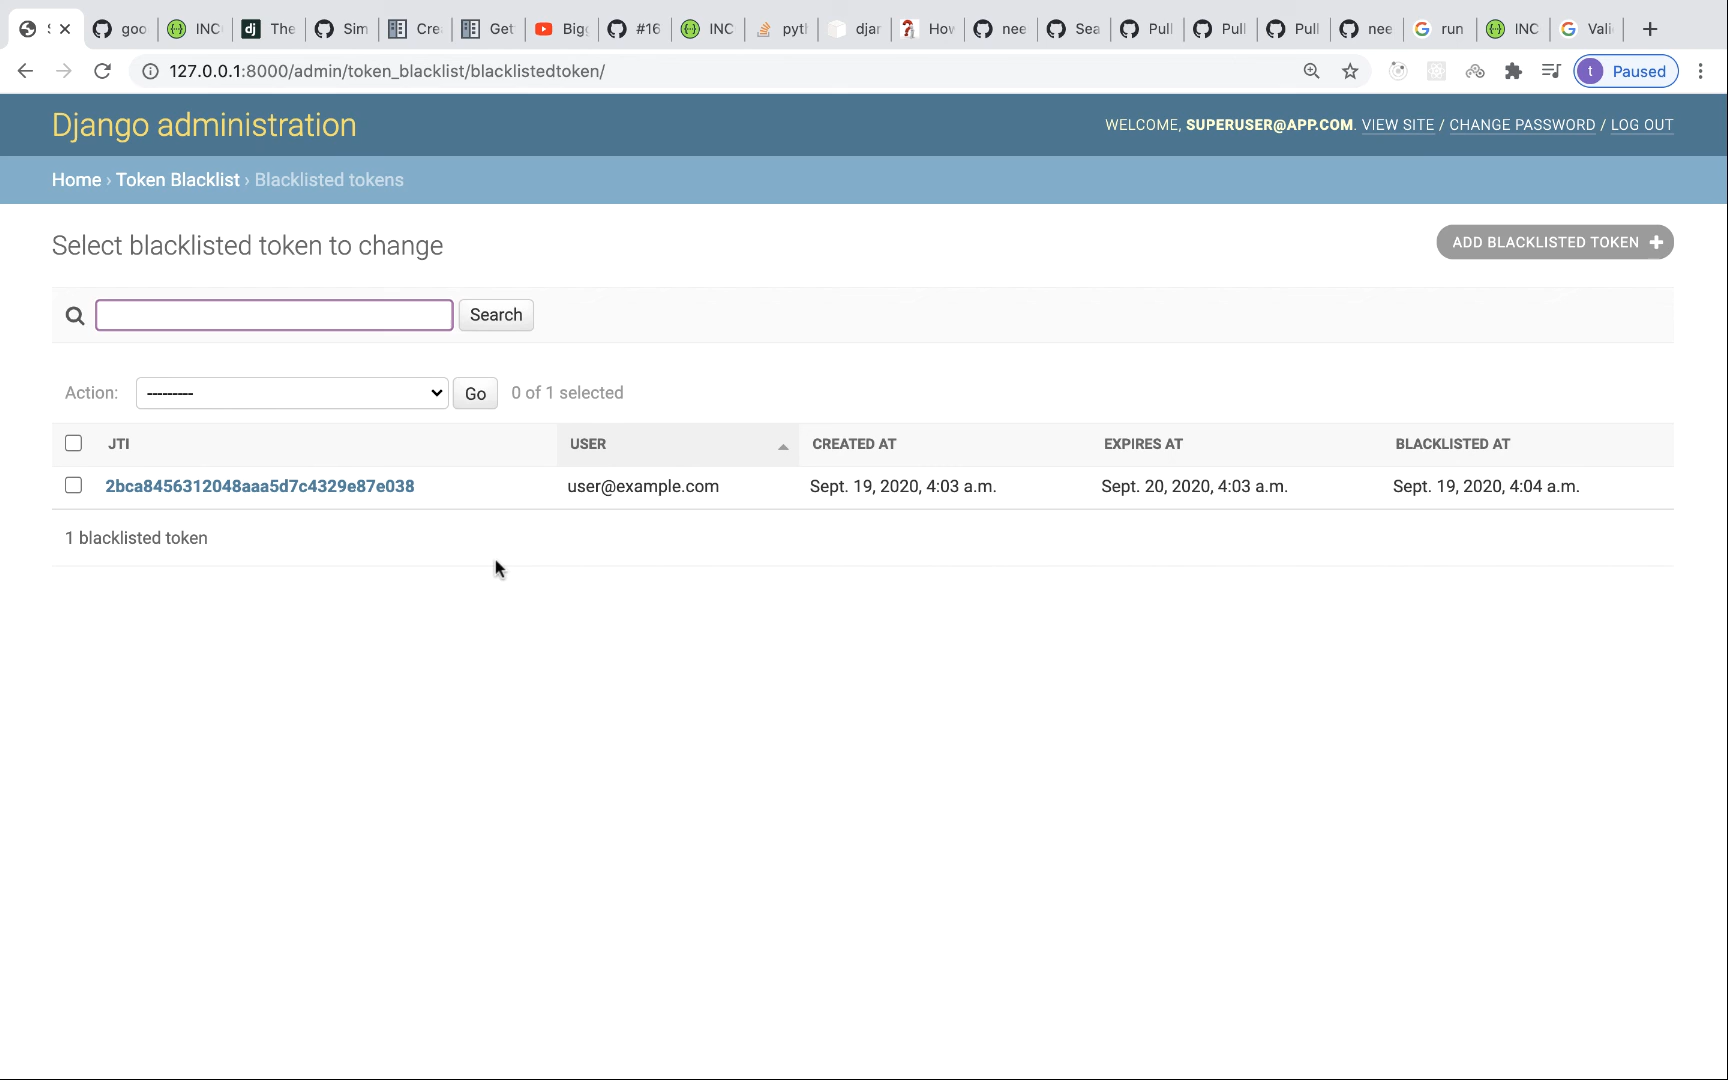 goo INC The Sim Cre Get Big #16 INC pyt djar How nee Sea Pull Pull Pull nee run INC Vali
127.0.0.1:8000/admin/token_blacklist/blacklistedtoken/ t Paused
Django administration WELCOME, SUPERUSER@APP.COM. VIEW SITE / CHANGE PASSWORD / LOG OUT
Home › Token Blacklist › Blacklisted tokens
Select blacklisted token to change ADD BLACKLISTED TOKEN
Search
Action: --------- Go 0 of 1 selected
JTI USER CREATED AT EXPIRES AT BLACKLISTED AT
2bca8456312048aaa5d7c4329e87e038 user@example.com Sept. 19, 2020, 4:03 a.m. Sept. 20, 2020, 4:03 a.m. Sept. 19, 2020, 4:04 a.m.
1 blacklisted token